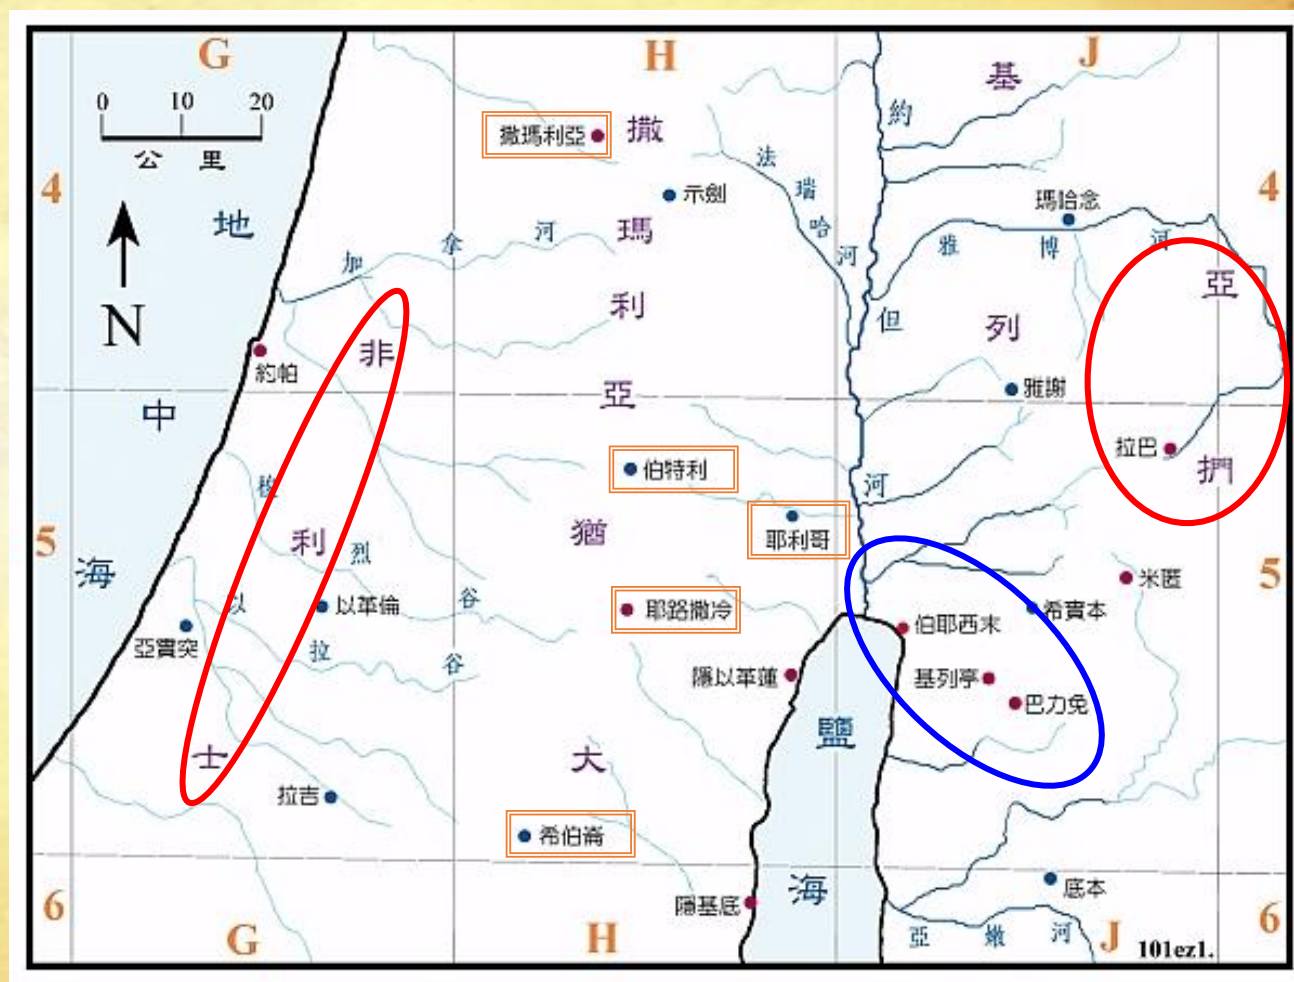 G
H
J
0 10 20
公里
4
4
N
地
中
海
撒瑪利亞
撒
瑪
利
亞
示劍
法
瑞
哈
河
約
但
河
基
列
瑪哈念
雅
博
河
亞
捫
加
拿
河
約帕
非
利
士
雅謝
拉巴
伯特利
耶利哥
5
5
梭
烈
谷
以
拉
谷
以革倫
亞實突
猶
大
耶路撒冷
隱以革蓮
伯耶西末
希實本
米匿
基列亭
巴力免
鹽
海
拉吉
希伯崙
隱基底
底本
亞
嫩
河
6
6
G
H
J
101ez1.